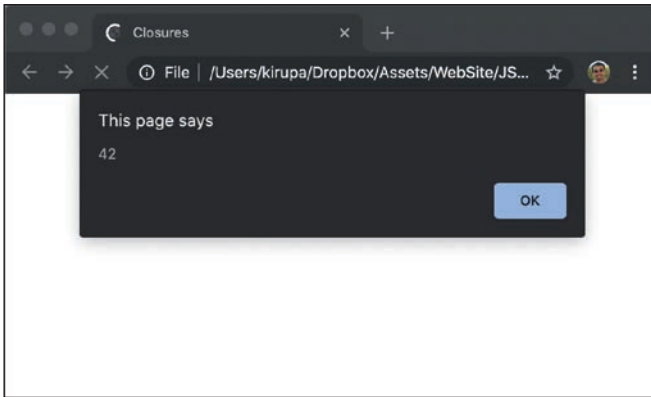 Closures
File | /Users/kirupa/Dropbox/Assets/WebSite/JS...
This page says
42
OK